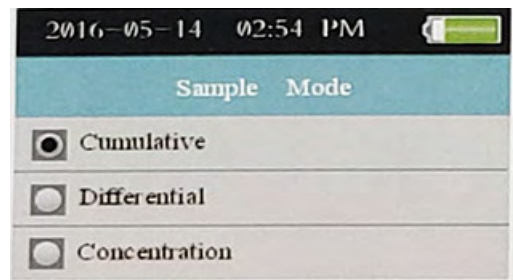 2016-05-14 02:54 PM
Sample Mode
Cumulative
Differential
Concentration